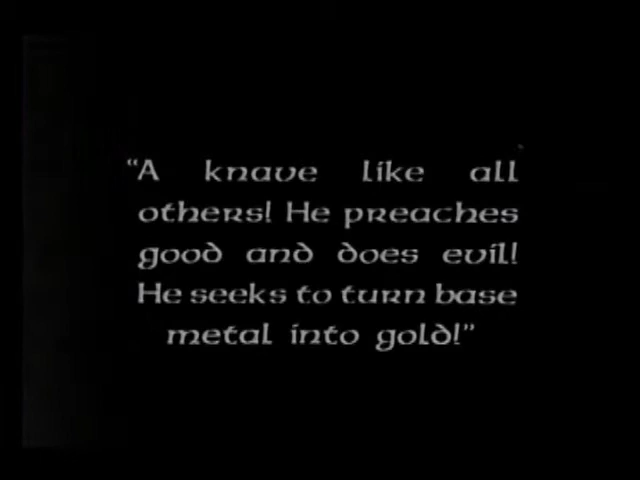 “A knave like all
others! He preaches
good and does evil!
He seeks to turn base
metal into gold!”